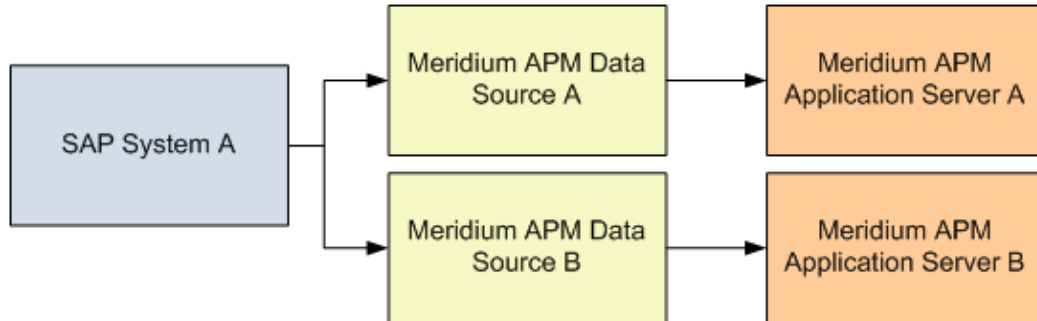 Meridium APM Data
Source A
Meridium APM
Application Server A
SAP System A
Meridium APM Data
Source B
Meridium APM
Application Server B